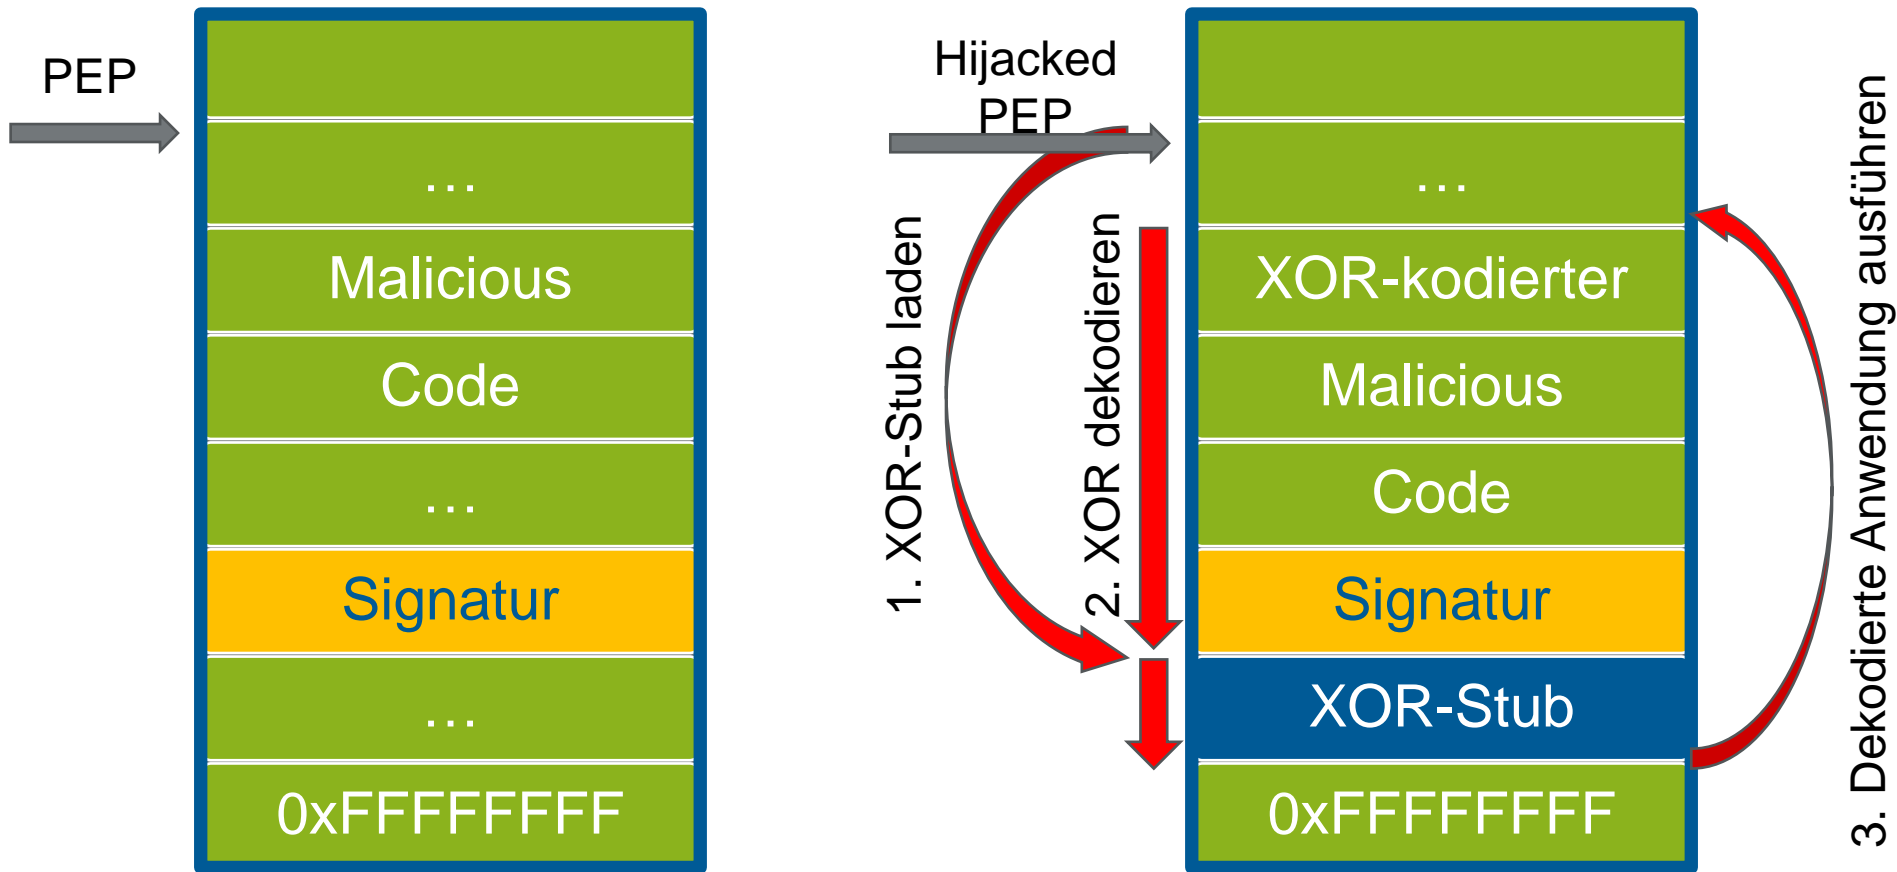 PEP
…
Malicious
Code
…
Signatur
…
0xFFFFFFFF
Hijacked
PEP
1. XOR-Stub laden
2. XOR dekodieren
…
XOR-kodierter
Malicious
Code
Signatur
XOR-Stub
0xFFFFFFFF
3. Dekodierte Anwendung ausführen